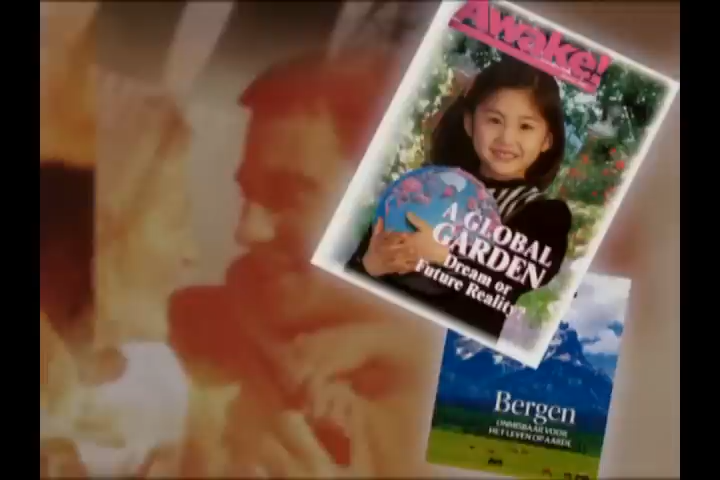 Awake!
A GLOBAL
GARDEN
Dream or
Future Reality?
Bergen
ONMISBAAR VOOR
HET LEVEN OP AARDE